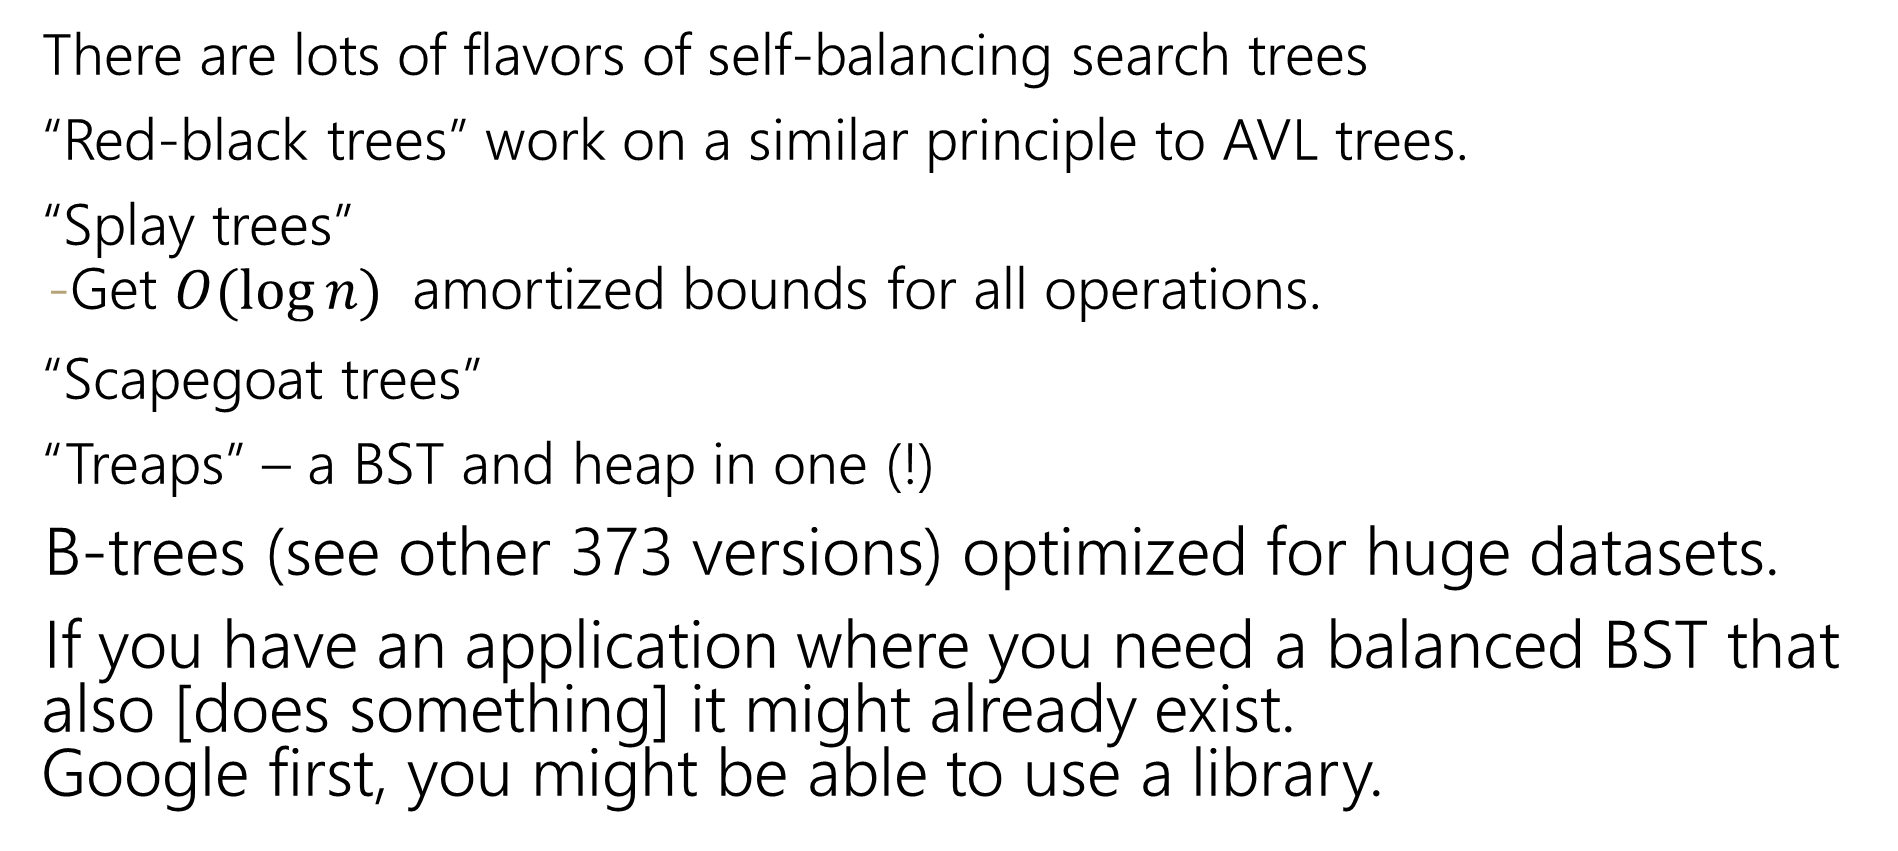 There are lots of flavors of self-balancing search trees
“Red-black trees” work on a similar principle to AVL trees.
“Splay trees”
-Get O(log n) amortized bounds for all operations.
“Scapegoat trees”
“Treaps” – a BST and heap in one (!)
B-trees (see other 373 versions) optimized for huge datasets.
If you have an application where you need a balanced BST that
also [does something] it might already exist.
Google first, you might be able to use a library.